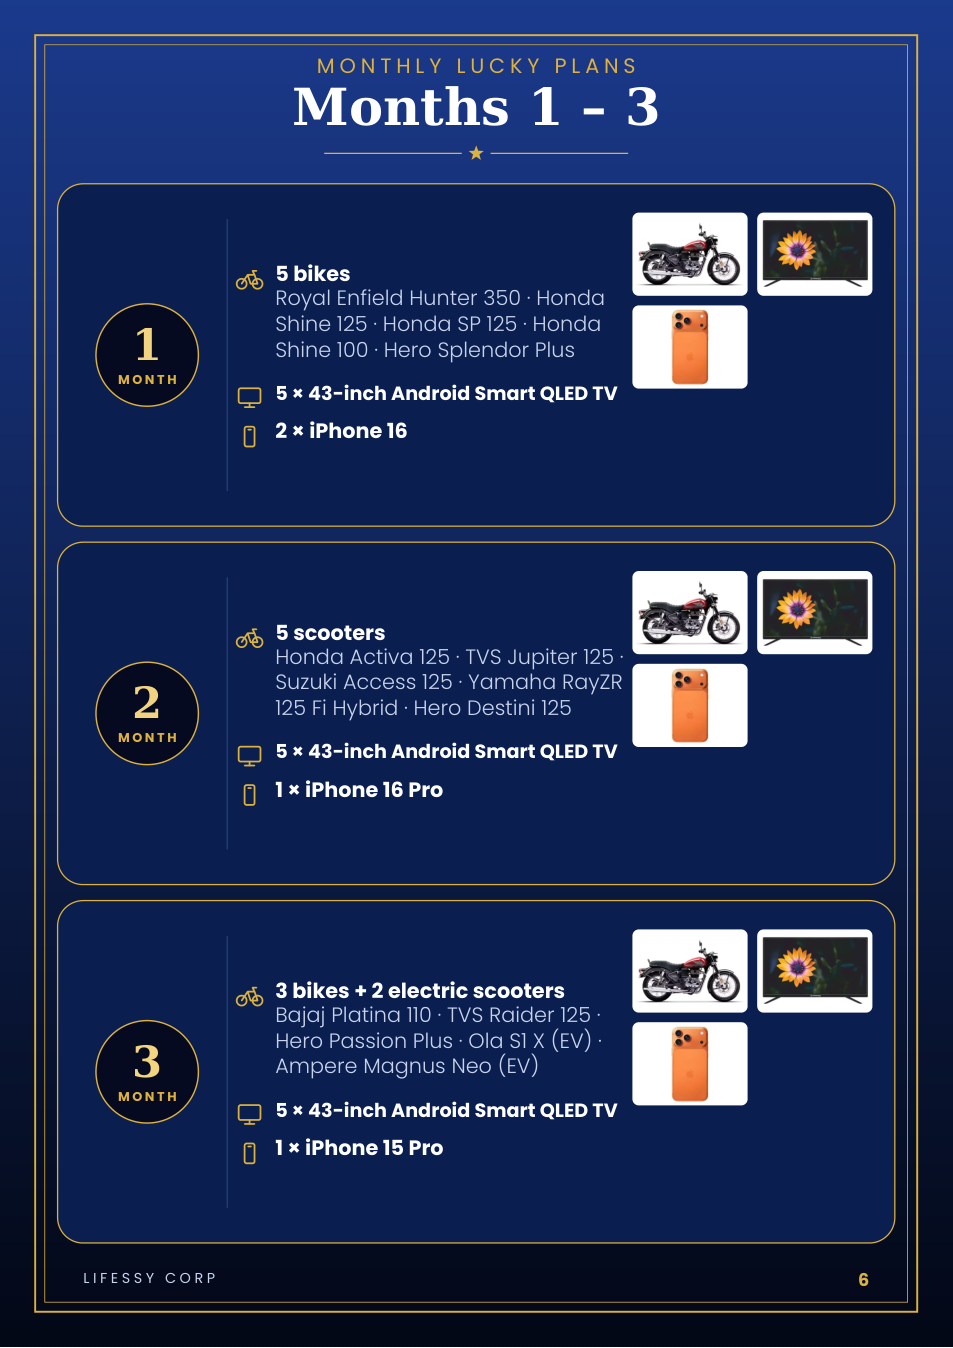 MONTHLY LUCKY PLANS
Months 1 – 3
1
MONTH
5 bikes
Royal Enfield Hunter 350 · Honda
Shine 125 · Honda SP 125 · Honda
Shine 100 · Hero Splendor Plus
5 × 43-inch Android Smart QLED TV
2 × iPhone 16
2
MONTH
5 scooters
Honda Activa 125 · TVS Jupiter 125 ·
Suzuki Access 125 · Yamaha RayZR
125 Fi Hybrid · Hero Destini 125
5 × 43-inch Android Smart QLED TV
1 × iPhone 16 Pro
3
MONTH
3 bikes + 2 electric scooters
Bajaj Platina 110 · TVS Raider 125 ·
Hero Passion Plus · Ola S1 X (EV) ·
Ampere Magnus Neo (EV)
5 × 43-inch Android Smart QLED TV
1 × iPhone 15 Pro
LIFESSY CORP
6